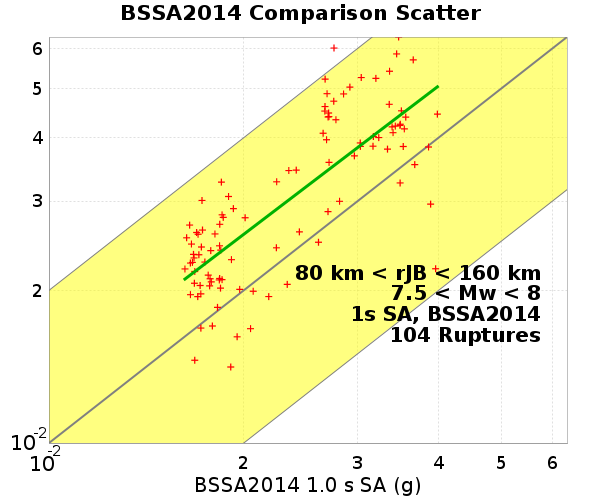 BSSA2014 Comparison Scatter
6
5
4
3
2
10-2
10-2
2
3
4
5
6
80 km < rJB < 160 km
7.5 < Mw < 8
1s SA, BSSA2014
104 Ruptures
BSSA2014 1.0 s SA (g)